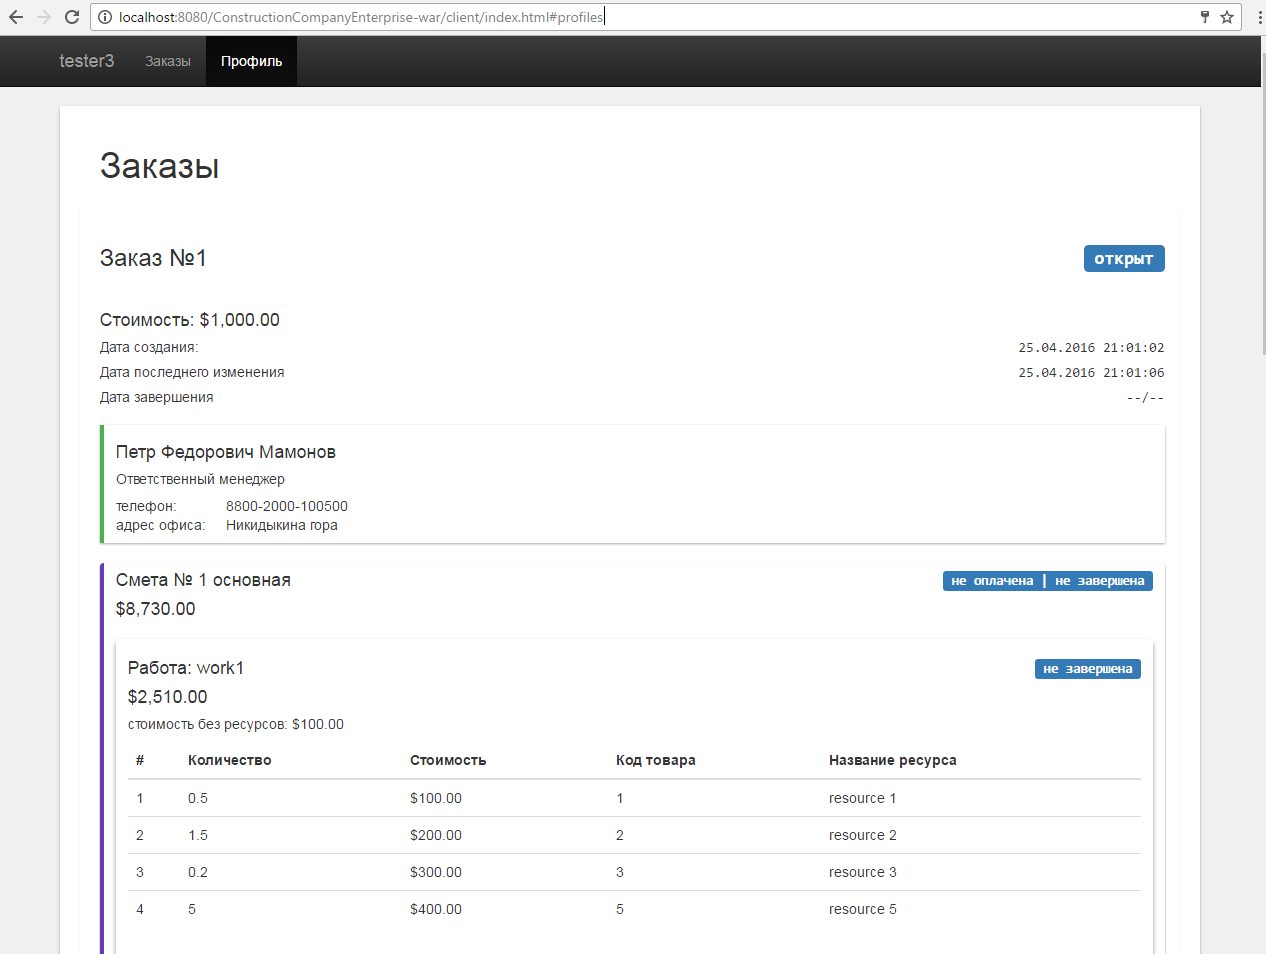 localhost:8080/ConstructionCompanyEnterprise-war/client/index.html#profiles
tester3 Заказы Профиль
Заказы
Заказ №1 открыт
Стоимость: $1,000.00
Дата создания: 25.04.2016 21:01:02
Дата последнего изменения 25.04.2016 21:01:06
Дата завершения --/--
Петр Федорович Мамонов
Ответственный менеджер
телефон: 8800-2000-100500
адрес офиса: Никидыкина гора
Смета № 1 основная не оплачена | не завершена
$8,730.00
Работа: work1 не завершена
$2,510.00
стоимость без ресурсов: $100.00
# Количество Стоимость Код товара Название ресурса
1 0.5 $100.00 1 resource 1
2 1.5 $200.00 2 resource 2
3 0.2 $300.00 3 resource 3
4 5 $400.00 5 resource 5